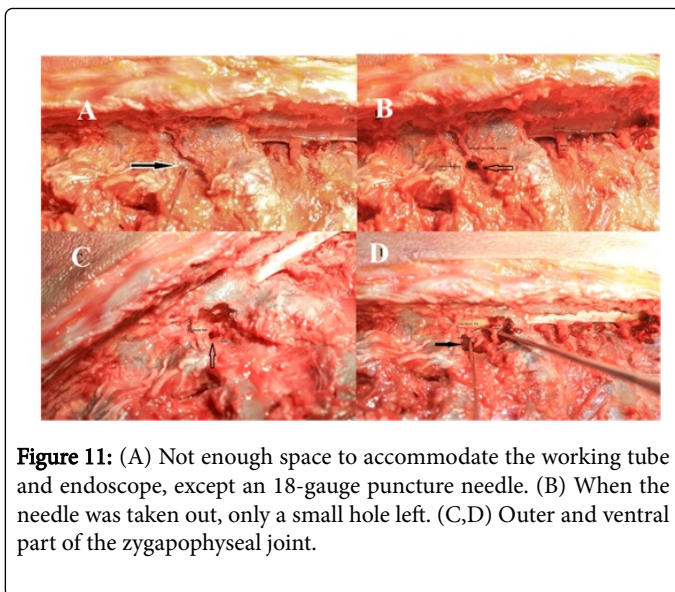 A
B
C
D
Figure 11: (A) Not enough space to accommodate the working tube
and endoscope, except an 18-gauge puncture needle. (B) When the
needle was taken out, only a small hole left. (C,D) Outer and ventral
part of the zygapophyseal joint.